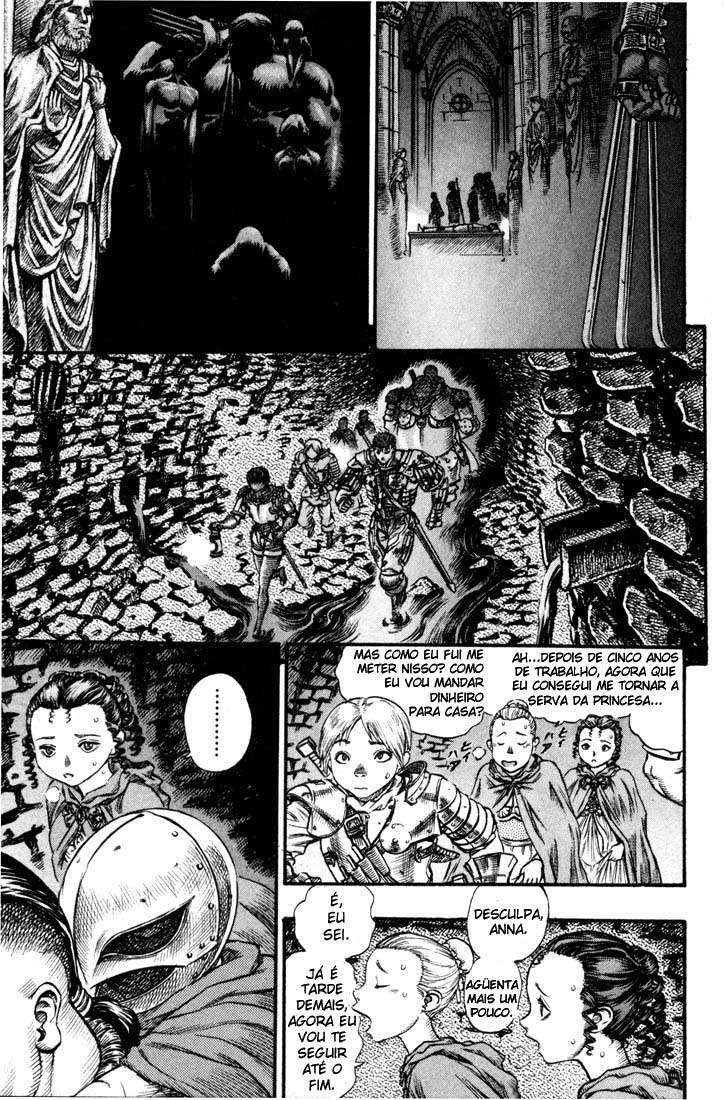 AH...DEPOIS DE CINCO ANOS
DE TRABALHO, AGORA QUE
EU CONSEGUI ME TORNAR A
SERVA DA PRINCESA...
MAS COMO EU FUI ME
METER NISSO? COMO
EU VOU MANDAR
DINHEIRO
PARA CASA?
.........
DESCULPA,
ANNA.
AGÜENTA
MAIS UM
POUCO.
É,
EU
SEI.
JÁ É
TARDE
DEMAIS,
AGORA EU
VOU TE
SEGUIR
ATÉ O
FIM.